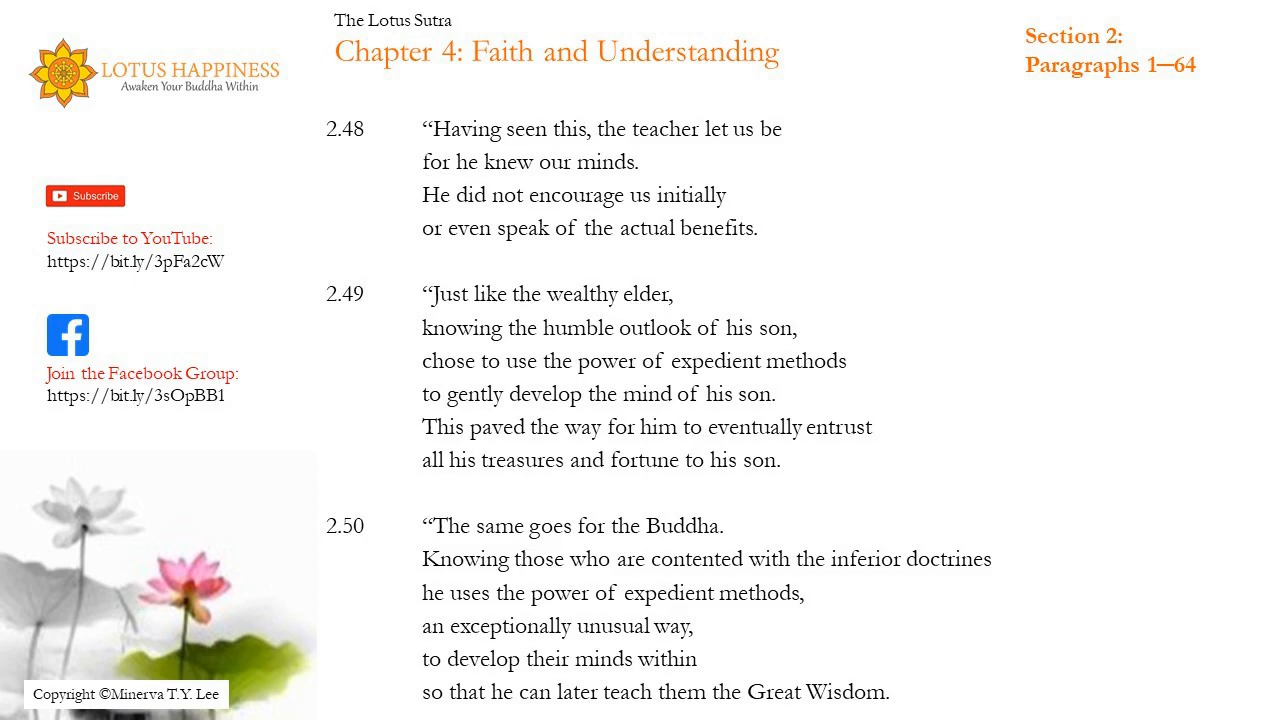 The Lotus Sutra
Chapter 4: Faith and Understanding
Section 2:
Paragraphs 1—64
LOTUS HAPPINESS
Awaken Your Buddha Within
Subscribe
Subscribe to YouTube:
https://bit.ly/3pFa2cW
Join the Facebook Group:
https://bit.ly/3sOpBB1
2.48 “Having seen this, the teacher let us be
for he knew our minds.
He did not encourage us initially
or even speak of the actual benefits.
2.49 “Just like the wealthy elder,
knowing the humble outlook of his son,
chose to use the power of expedient methods
to gently develop the mind of his son.
This paved the way for him to eventually entrust
all his treasures and fortune to his son.
2.50 “The same goes for the Buddha.
Knowing those who are contented with the inferior doctrines
he uses the power of expedient methods,
an exceptionally unusual way,
to develop their minds within
so that he can later teach them the Great Wisdom.
Copyright ©Minerva T.Y. Lee